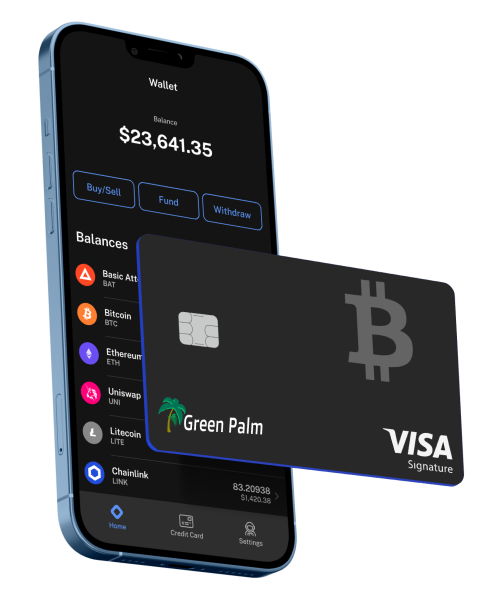 Wallet
Balance
$23,641.35
Buy/Sell
Fund
Withdraw
Balances
Basic Att
BAT
Bitcoin
BTC
Ethereum
ETH
Uniswap
UNI
Litecoin
LITE
Chainlink
LINK
83.20938
$1,420.38
Home
Credit Card
Settings
₿
Green Palm
VISA
Signature